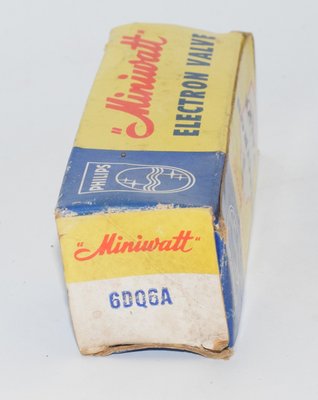 "Miniwatt"
ELECTRON VALVE
PHILIPS
"Miniwatt"
6DQ6A